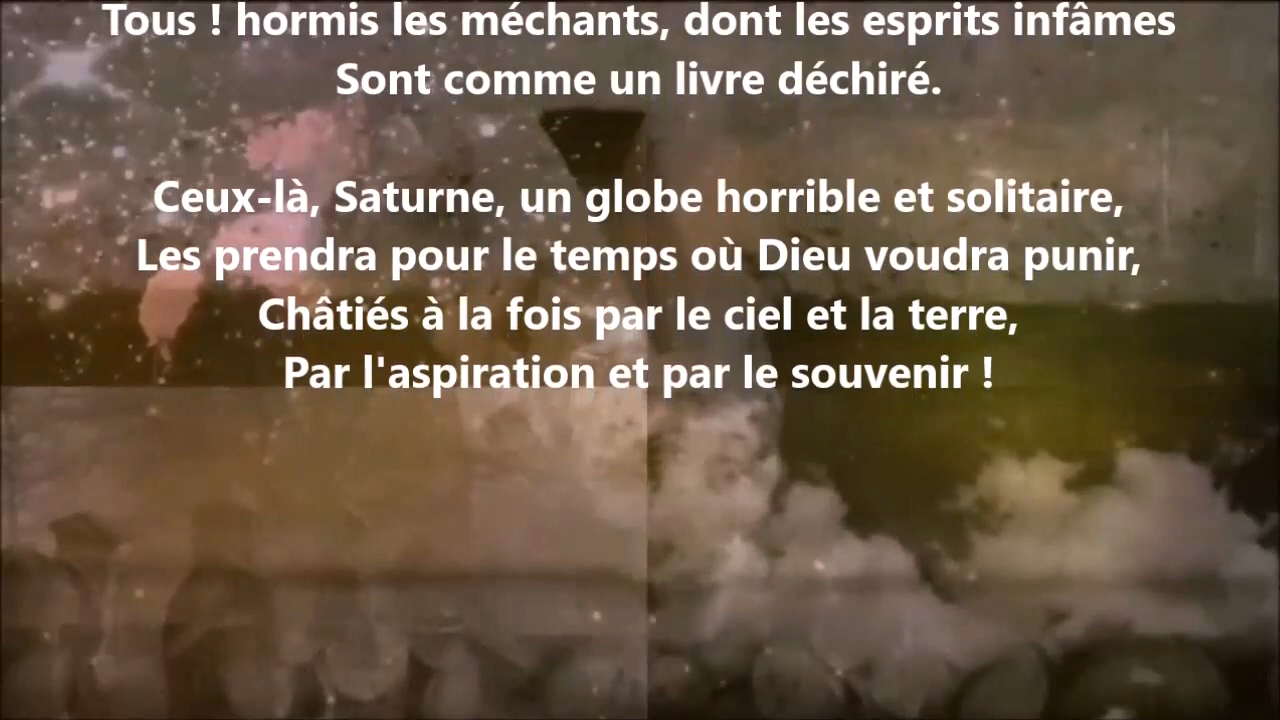 Tous ! hormis les méchants, dont les esprits infâmes
Sont comme un livre déchiré.
Ceux-là, Saturne, un globe horrible et solitaire,
Les prendra pour le temps où Dieu voudra punir,
Châtiés à la fois par le ciel et la terre,
Par l'aspiration et par le souvenir !